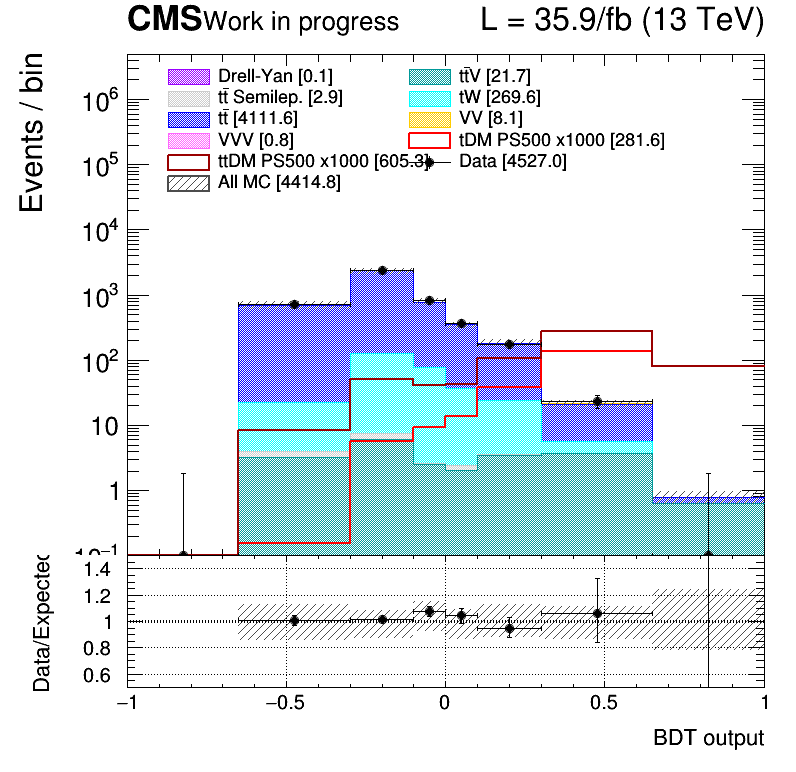 CMS Work in progress L = 35.9/fb (13 TeV)
Events / bin
Drell-Yan [0.1] tt̄V [21.7]
tt̄ Semilep. [2.9] tW [269.6]
tt̄ [4111.6] VV [8.1]
VVV [0.8] tDM PS500 x1000 [281.6]
ttDM PS500 x1000 [605.3] Data [4527.0]
All MC [4414.8]
10⁶
10⁵
10⁴
10³
10²
10
1
10⁻¹
Data/Expected
1.4
1.2
1
0.8
0.6
−1 −0.5 0 0.5 1
BDT output